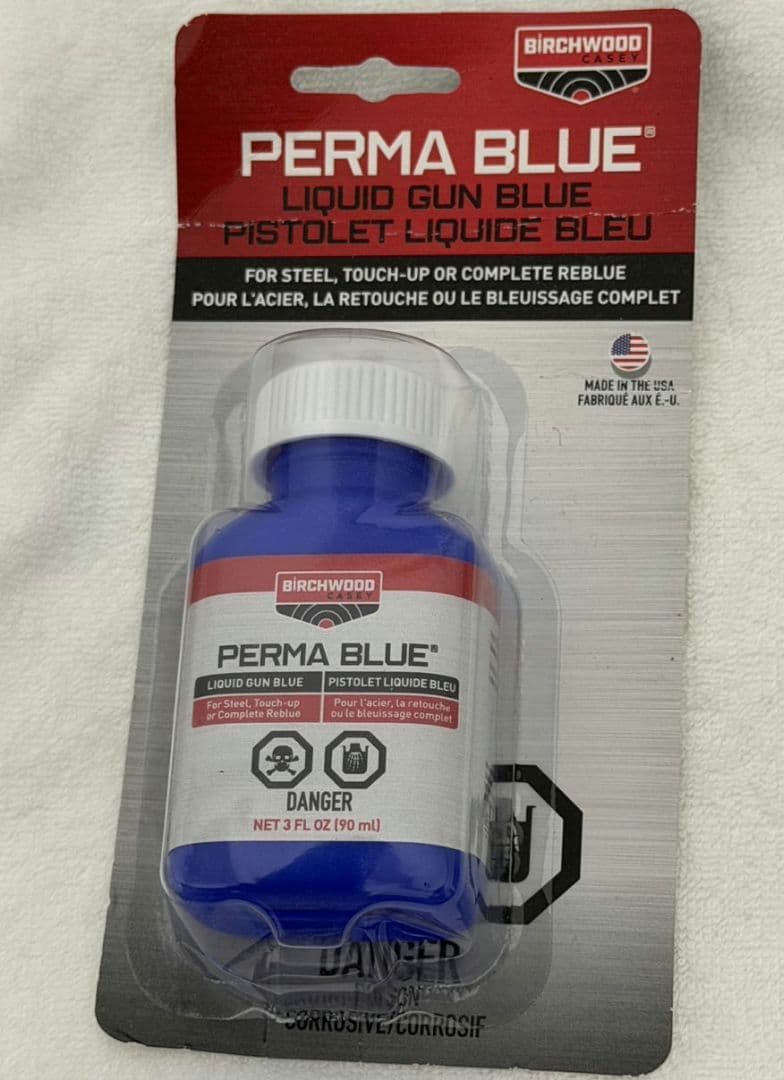 BIRCHWOOD
CASEY
PERMA BLUE®
LIQUID GUN BLUE
PISTOLET LIQUIDE BLEU
FOR STEEL, TOUCH-UP OR COMPLETE REBLUE
POUR L'ACIER, LA RETOUCHE OU LE BLEUISSAGE COMPLET
MADE IN THE USA
FABRIQUÉ AUX É.-U.
BIRCHWOOD
CASEY
PERMA BLUE®
LIQUID GUN BLUE
PISTOLET LIQUIDE BLEU
For Steel, Touch-up
or Complete Reblue
Pour l'acier, la retouche
ou le bleuissage complet
DANGER
NET 3 FL OZ (90 ml)
DANGER
POISON
CORROSIVE/CORROSIF